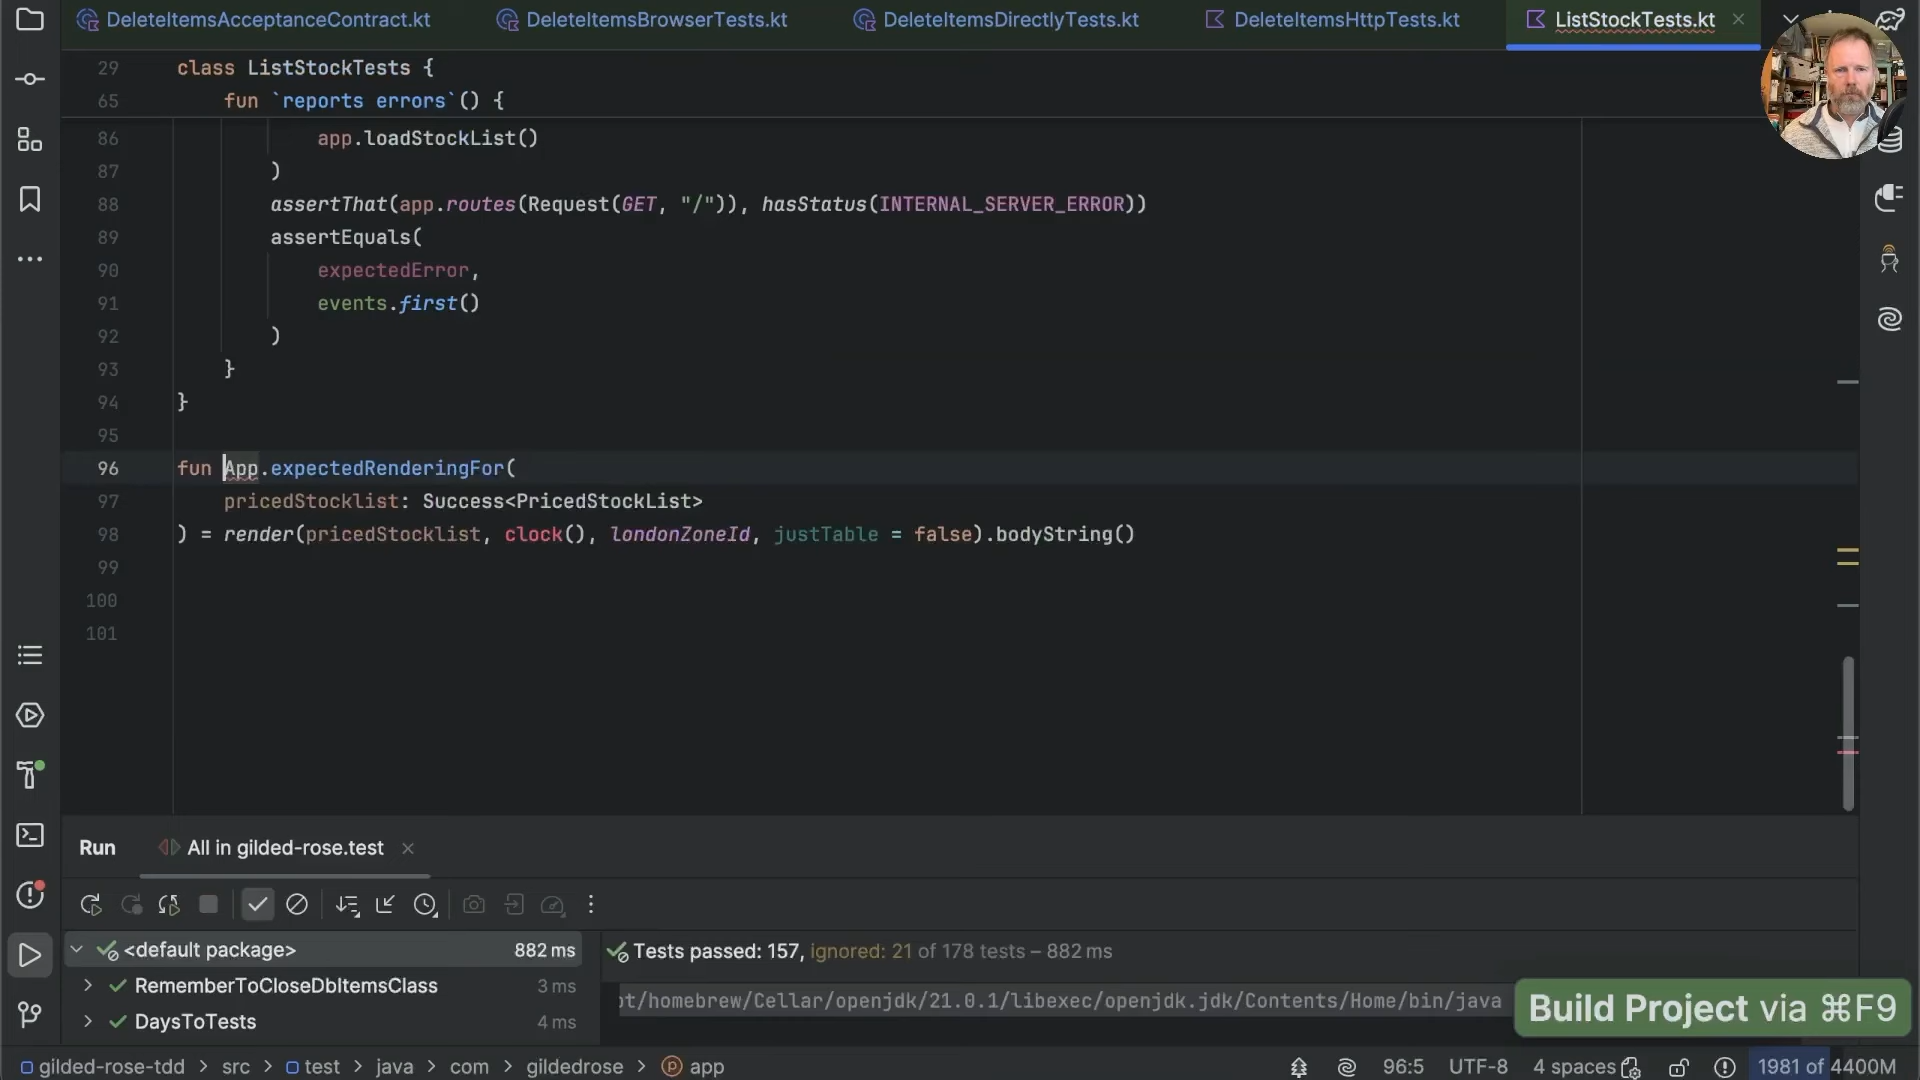 DeleteItemsAcceptanceContract.kt
DeleteItemsBrowserTests.kt
DeleteItemsDirectlyTests.kt
DeleteItemsHttpTests.kt
ListStockTests.kt
29 class ListStockTests {
65 fun `reports errors`() {
86 app.loadStockList()
87 )
88 assertThat(app.routes(Request(GET, "/")), hasStatus(INTERNAL_SERVER_ERROR))
89 assertEquals(
90 expectedError,
91 events.first()
92 )
93 }
94 }
95
96 fun App.expectedRenderingFor(
97 pricedStocklist: Success<PricedStockList>
98 ) = render(pricedStocklist, clock(), londonZoneId, justTable = false).bodyString()
99
100
101
Run
All in gilded-rose.test
<default package> 882 ms
Tests passed: 157, ignored: 21 of 178 tests – 882 ms
RememberToCloseDbItemsClass 3 ms
DaysToTests 4 ms
pt/homebrew/Cellar/openjdk/21.0.1/libexec/openjdk.jdk/Contents/Home/bin/java
Build Project via ⌘F9
gilded-rose-tdd > src > test > java > com > gildedrose > app
96:5
UTF-8
4 spaces
1981 of 4400M